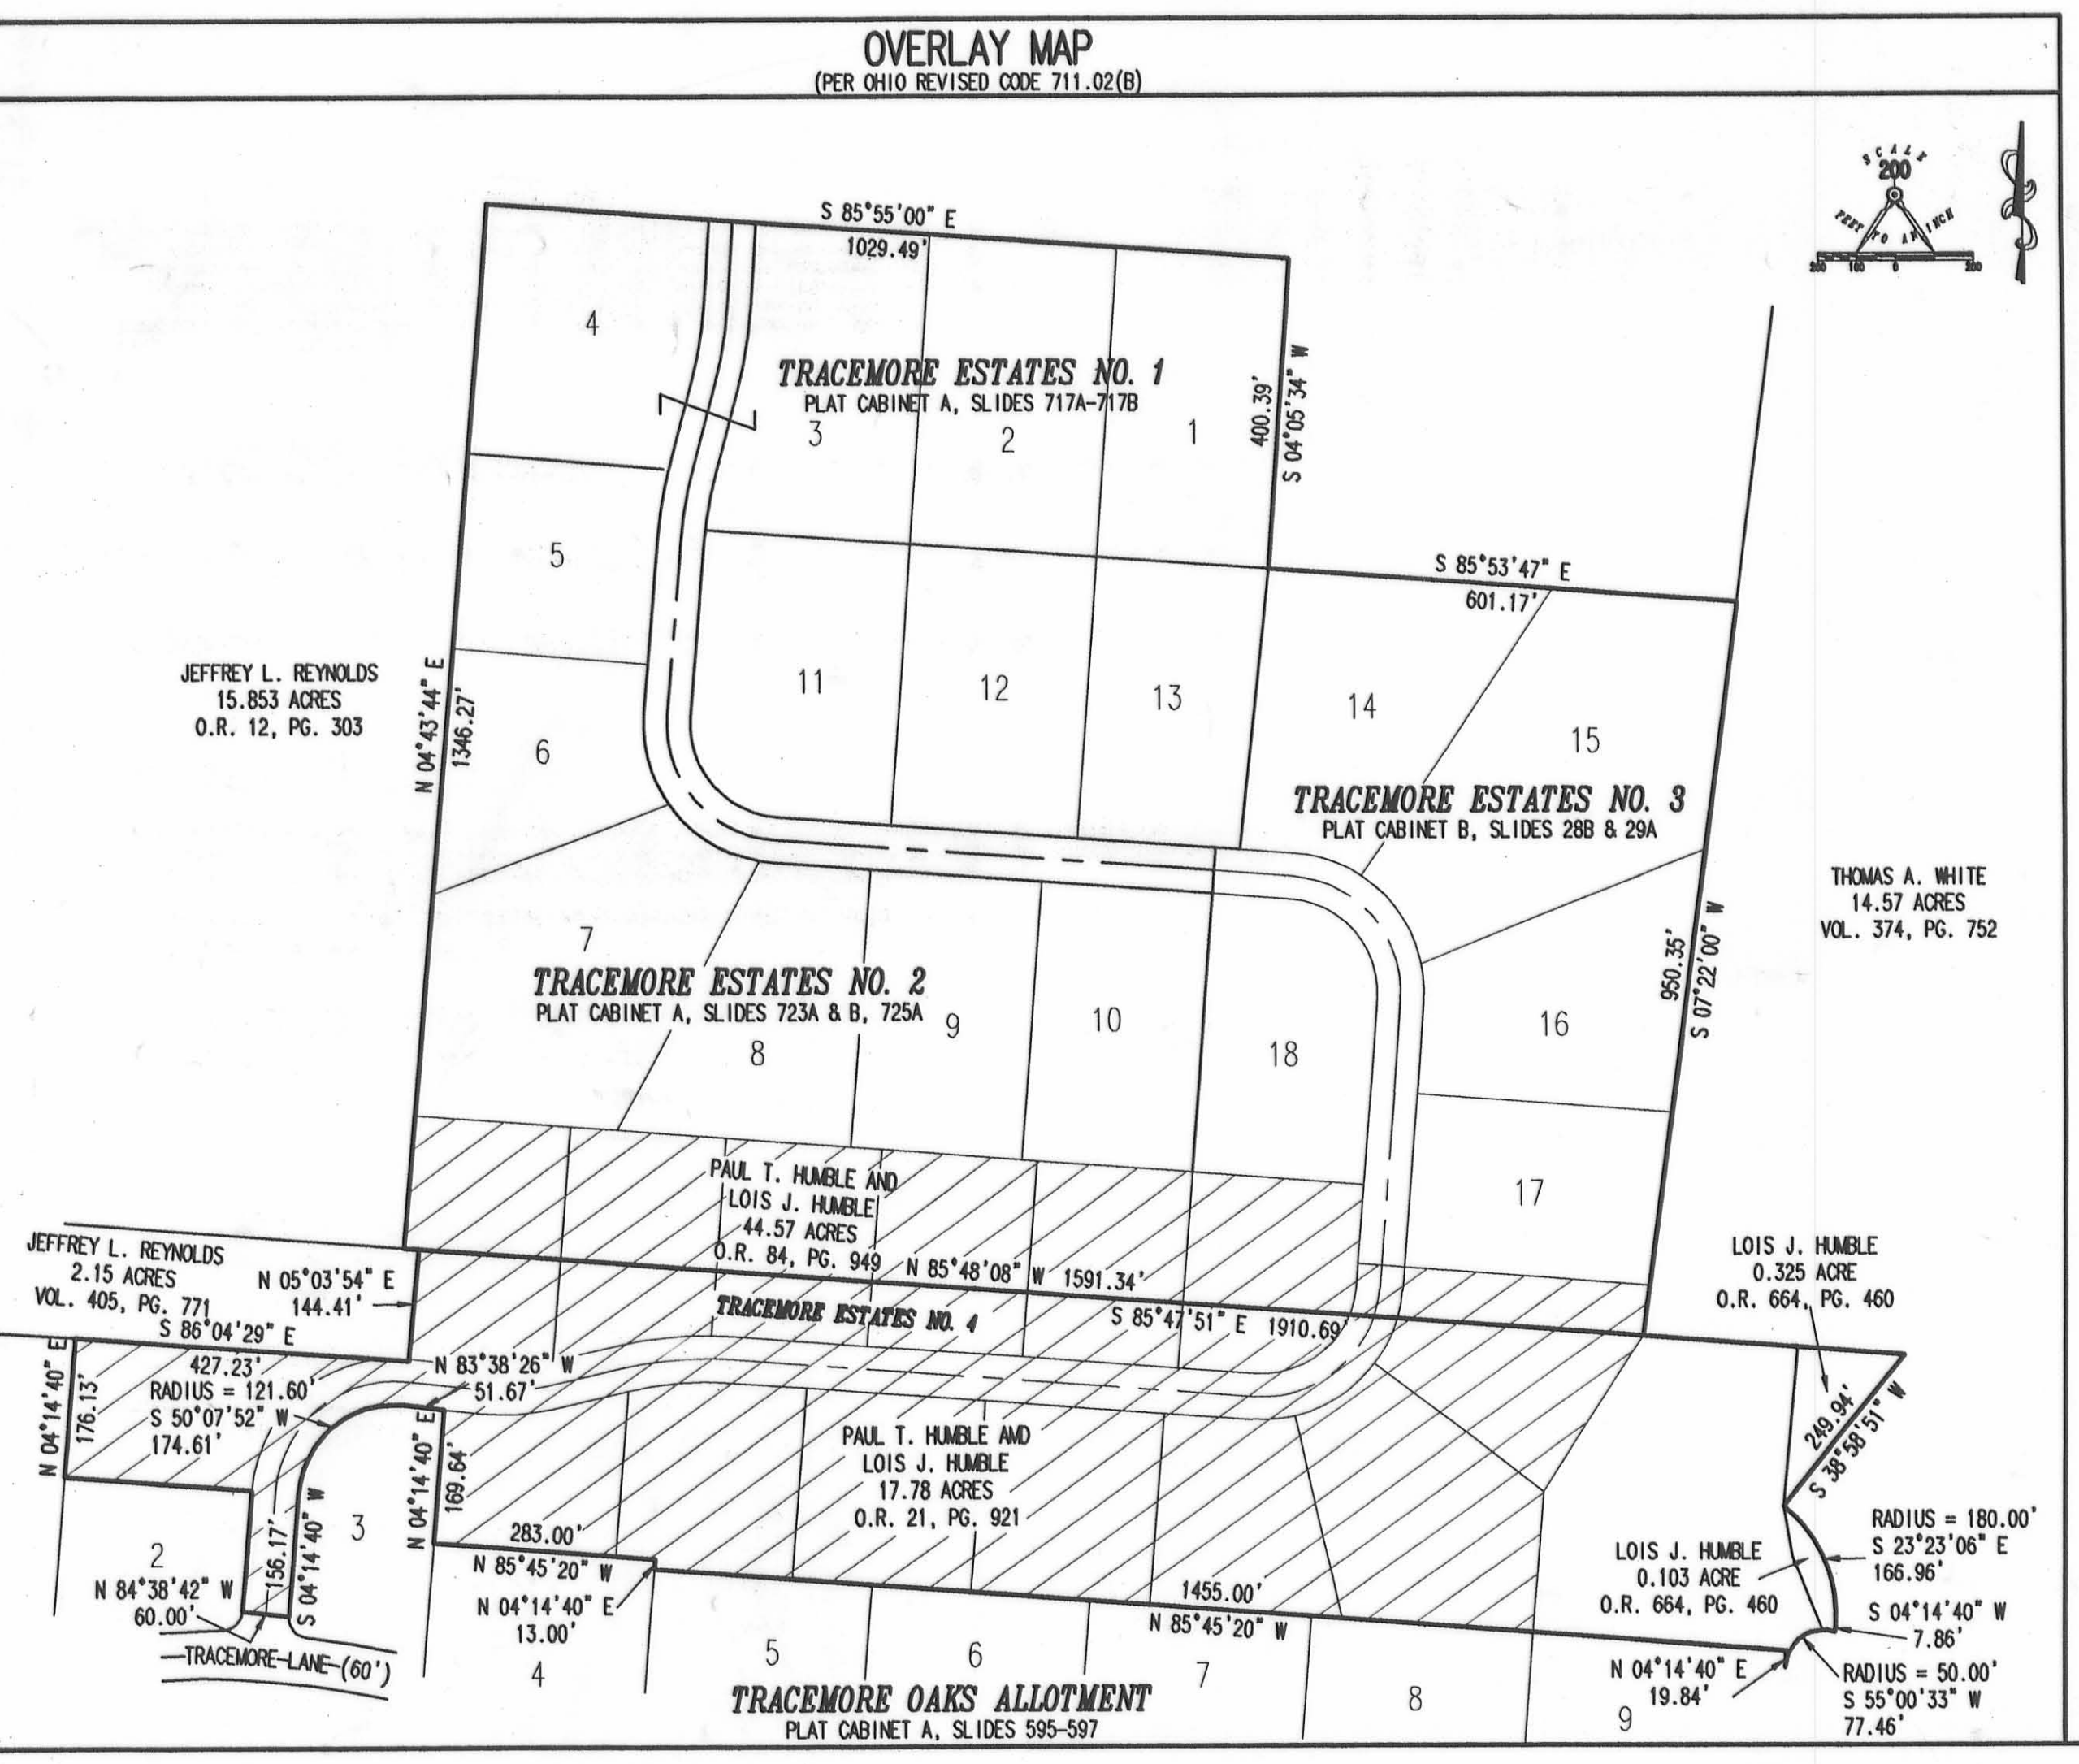 OVERLAY MAP
(PER OHIO REVISED CODE 711.02(B)
SCALE
200
FEET TO AN INCH
200 100 0 200
S 85°55'00" E
1029.49'
4
TRACEMORE ESTATES NO. 1
PLAT CABINET A, SLIDES 717A-717B
3
2
1
400.39'
S 04°05'34" W
5
S 85°53'47" E
601.17'
JEFFREY L. REYNOLDS
15.853 ACRES
O.R. 12, PG. 303
N 04°43'44" E
1346.27'
6
11
12
13
14
15
TRACEMORE ESTATES NO. 3
PLAT CABINET B, SLIDES 28B & 29A
THOMAS A. WHITE
14.57 ACRES
VOL. 374, PG. 752
950.35'
S 07°22'00" W
7
TRACEMORE ESTATES NO. 2
PLAT CABINET A, SLIDES 723A & B, 725A
8
9
10
18
16
17
PAUL T. HUMBLE AND
LOIS J. HUMBLE
44.57 ACRES
O.R. 84, PG. 949
N 85°48'08" W 1591.34'
JEFFREY L. REYNOLDS
2.15 ACRES
VOL. 405, PG. 771
N 05°03'54" E
144.41'
TRACEMORE ESTATES NO. 4
S 85°47'51" E 1910.69'
LOIS J. HUMBLE
0.325 ACRE
O.R. 664, PG. 460
S 86°04'29" E
427.23'
N 04°14'40" E
176.13'
RADIUS = 121.60'
S 50°07'52" W
174.61'
N 83°38'26" W
51.67'
N 04°14'40" E
169.64'
249.94'
S 38°58'51" W
PAUL T. HUMBLE AND
LOIS J. HUMBLE
17.78 ACRES
O.R. 21, PG. 921
RADIUS = 180.00'
S 23°23'06" E
166.96'
LOIS J. HUMBLE
0.103 ACRE
O.R. 664, PG. 460
2
156.17'
S 04°14'40" W
3
283.00'
N 85°45'20" W
N 84°38'42" W
60.00'
N 04°14'40" E
13.00'
1455.00'
N 85°45'20" W
S 04°14'40" W
7.86'
TRACEMORE LANE (60')
N 04°14'40" E
19.84'
RADIUS = 50.00'
S 55°00'33" W
77.46'
4
5
6
7
8
9
TRACEMORE OAKS ALLOTMENT
PLAT CABINET A, SLIDES 595-597